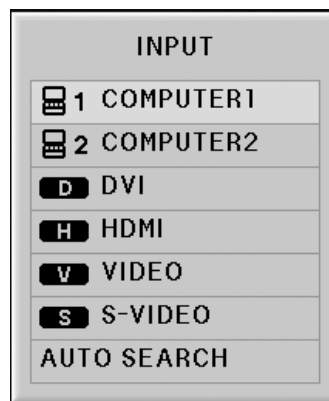 INPUT
1 COMPUTER1
2 COMPUTER2
D DVI
H HDMI
V VIDEO
S S-VIDEO
AUTO SEARCH